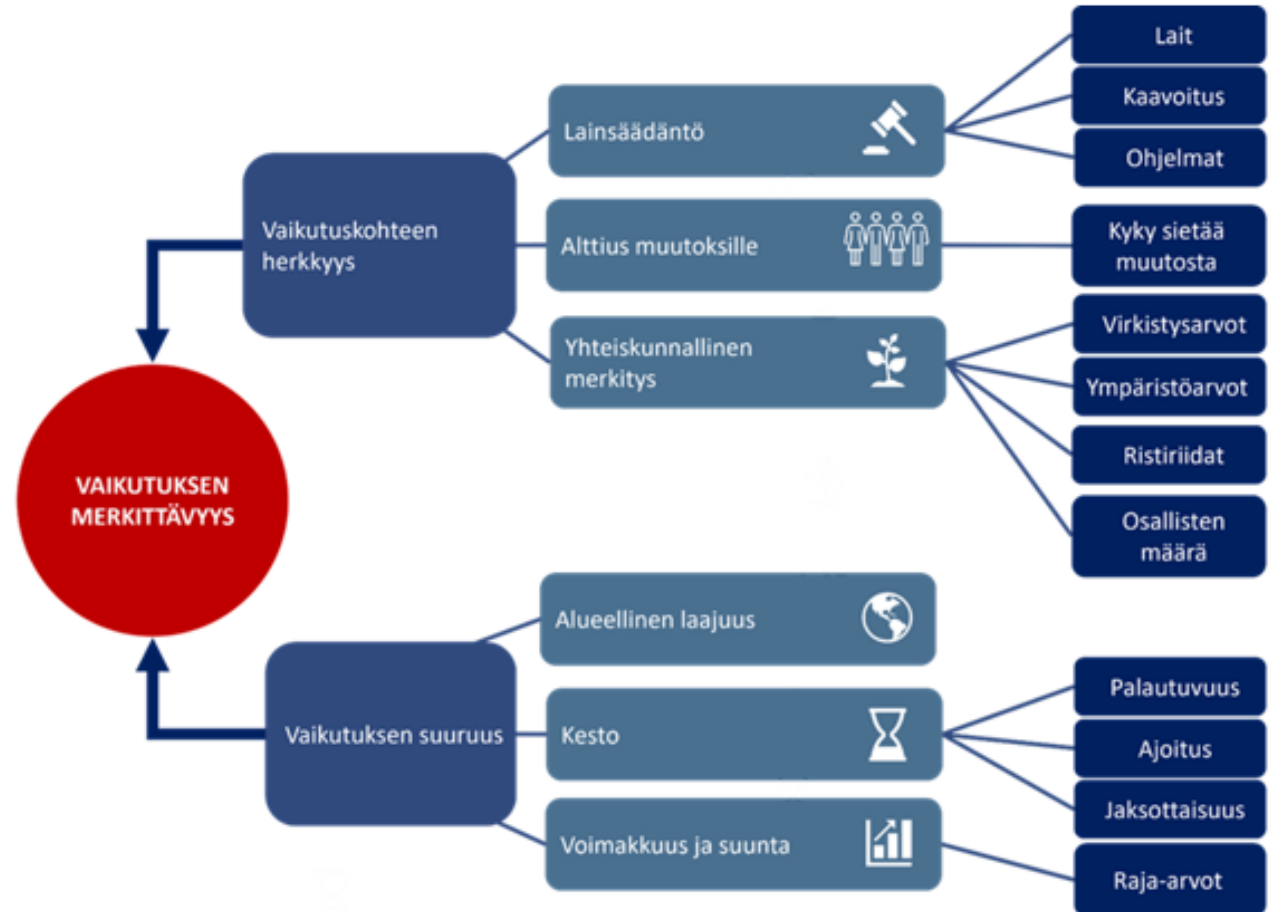 VAIKUTUKSEN
MERKITTÄVYYS
Vaikutuskohteen
herkkyys
Lainsäädäntö
Lait
Kaavoitus
Ohjelmat
Alttius muutoksille
Kyky sietää
muutosta
Yhteiskunnallinen
merkitys
Virkistysarvot
Ympäristöarvot
Ristiriidat
Osallisten
määrä
Vaikutuksen suuruus
Alueellinen laajuus
Kesto
Palautuvuus
Ajoitus
Jaksottaisuus
Voimakkuus ja suunta
Raja-arvot